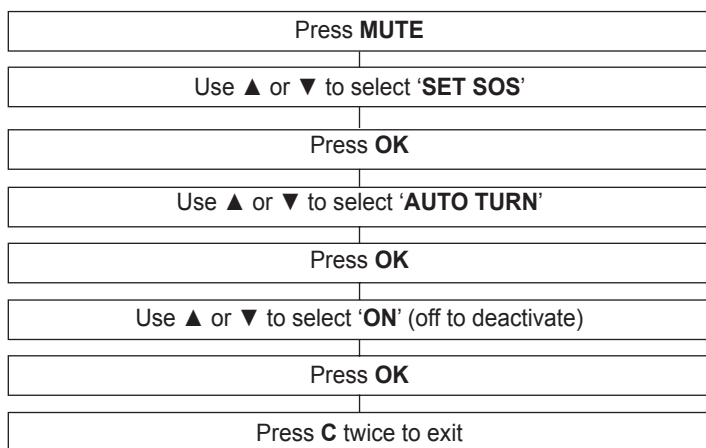 Press MUTE
Use ▲ or ▼ to select ‘SET SOS’
Press OK
Use ▲ or ▼ to select ‘AUTO TURN’
Press OK
Use ▲ or ▼ to select ‘ON’ (off to deactivate)
Press OK
Press C twice to exit